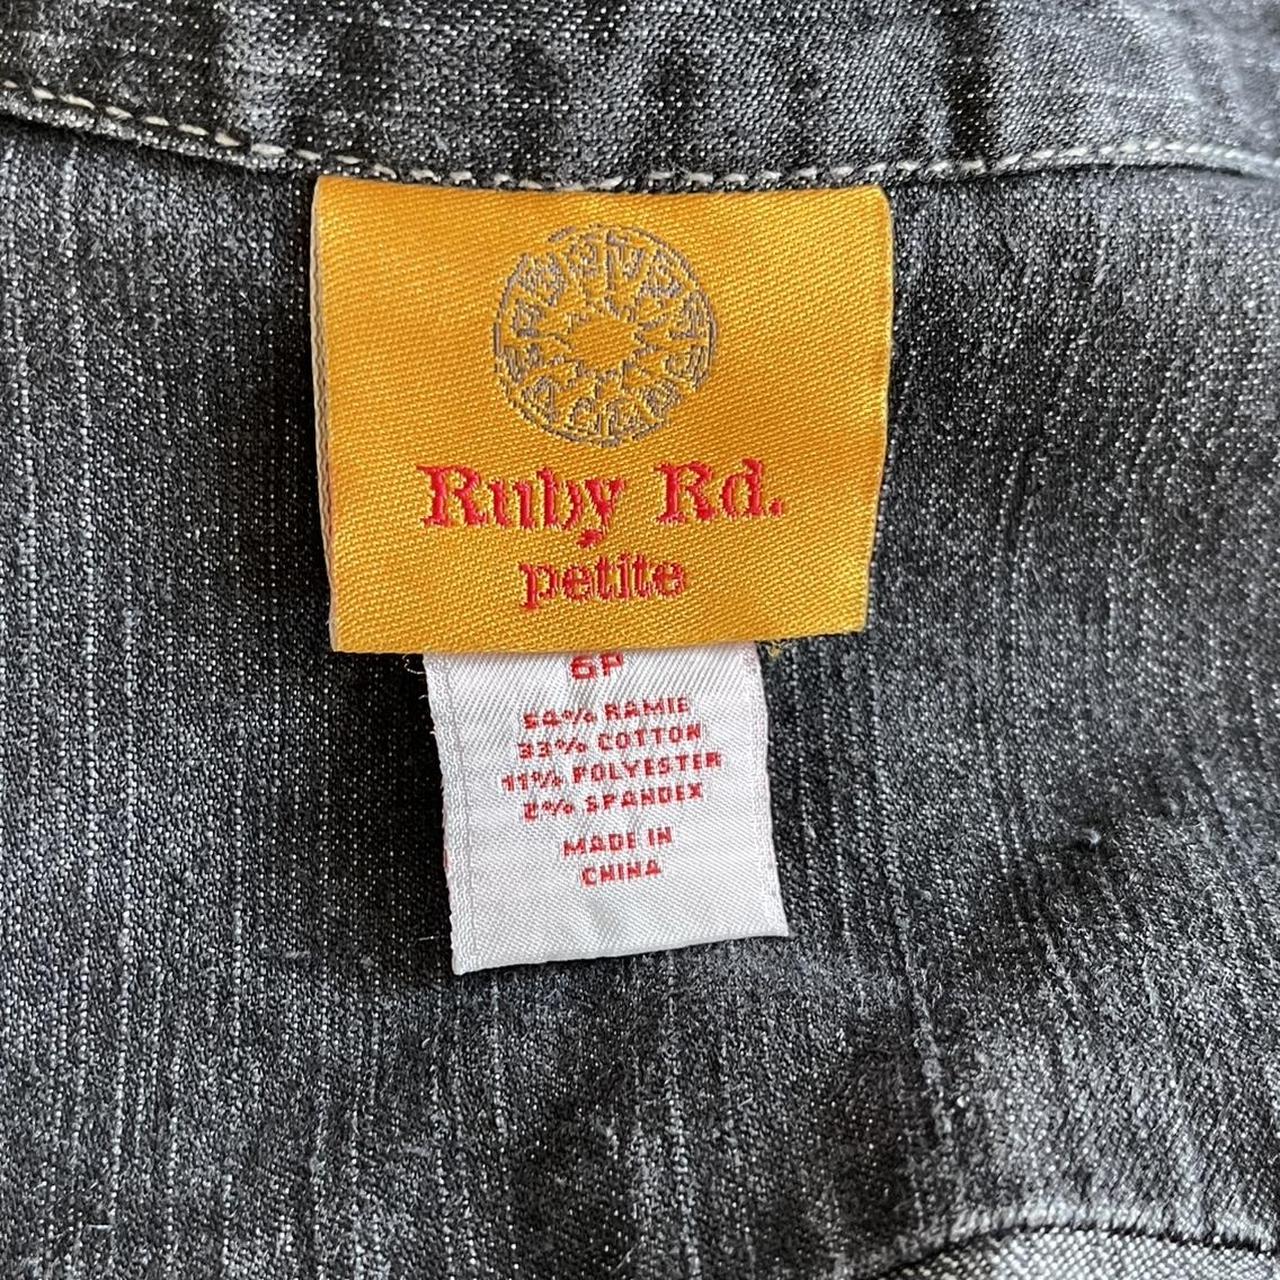 Ruby Rd.
petite
6P
54% RAMIE
33% COTTON
11% POLYESTER
2% SPANDEX
MADE IN
CHINA